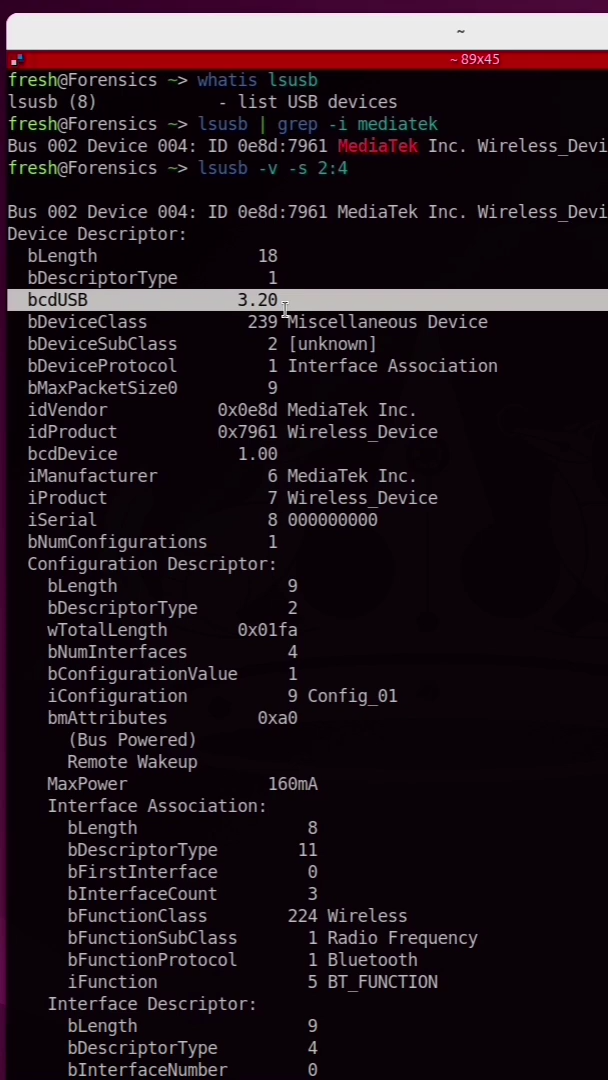 ~
~ 89x45
fresh@Forensics ~> whatis lsusb
lsusb (8)            - list USB devices
fresh@Forensics ~> lsusb | grep -i mediatek
Bus 002 Device 004: ID 0e8d:7961 MediaTek Inc. Wireless_Devi
fresh@Forensics ~> lsusb -v -s 2:4

Bus 002 Device 004: ID 0e8d:7961 MediaTek Inc. Wireless_Devi
Device Descriptor:
  bLength                18
  bDescriptorType         1
  bcdUSB               3.20
  bDeviceClass          239 Miscellaneous Device
  bDeviceSubClass         2 [unknown]
  bDeviceProtocol         1 Interface Association
  bMaxPacketSize0         9
  idVendor           0x0e8d MediaTek Inc.
  idProduct          0x7961 Wireless_Device
  bcdDevice            1.00
  iManufacturer           6 MediaTek Inc.
  iProduct                7 Wireless_Device
  iSerial                 8 000000000
  bNumConfigurations      1
  Configuration Descriptor:
    bLength                 9
    bDescriptorType         2
    wTotalLength       0x01fa
    bNumInterfaces          4
    bConfigurationValue     1
    iConfiguration          9 Config_01
    bmAttributes         0xa0
      (Bus Powered)
      Remote Wakeup
    MaxPower              160mA
    Interface Association:
      bLength                 8
      bDescriptorType        11
      bFirstInterface         0
      bInterfaceCount         3
      bFunctionClass        224 Wireless
      bFunctionSubClass       1 Radio Frequency
      bFunctionProtocol       1 Bluetooth
      iFunction               5 BT_FUNCTION
    Interface Descriptor:
      bLength                 9
      bDescriptorType         4
      bInterfaceNumber        0